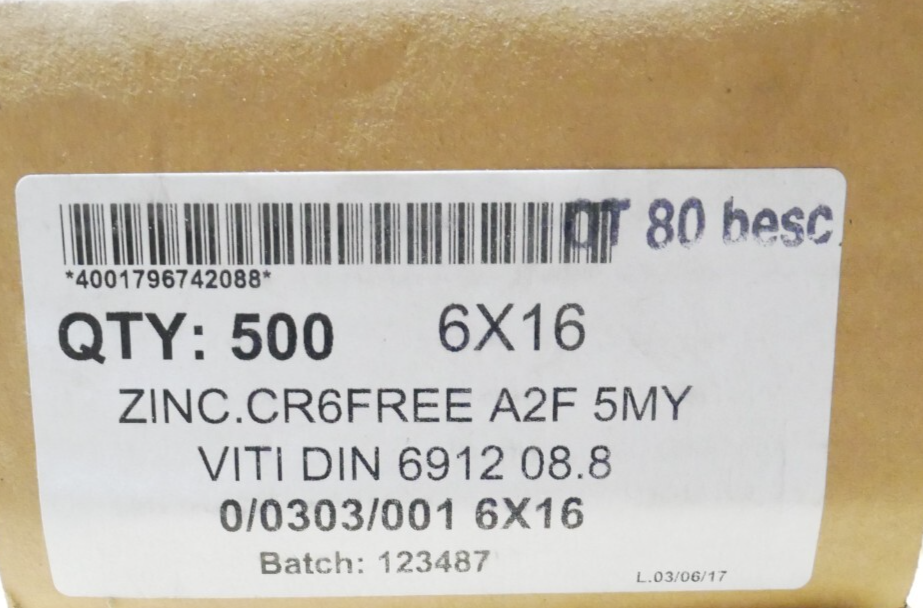 QT 80 besc.
*4001796742088*
QTY: 500 6X16
ZINC.CR6FREE A2F 5MY
VITI DIN 6912 08.8
0/0303/001 6X16
Batch: 123487
L.03/06/17